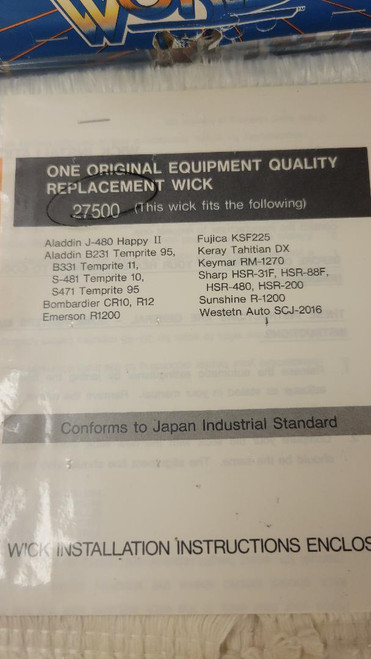 ONE ORIGINAL EQUIPMENT QUALITY
REPLACEMENT WICK
27500 (This wick fits the following)
Aladdin J-480 Happy II
Aladdin B231 Temprite 95,
B331 Temprite 11,
S-481 Temprite 10,
S471 Temprite 95
Bombardier CR10, R12
Emerson R1200
Fujica KSF225
Keray Tahitian DX
Keymar RM-1270
Sharp HSR-31F, HSR-88F,
HSR-480, HSR-200
Sunshine R-1200
Westetn Auto SCJ-2016
Conforms to Japan Industrial Standard
WICK INSTALLATION INSTRUCTIONS ENCLOS